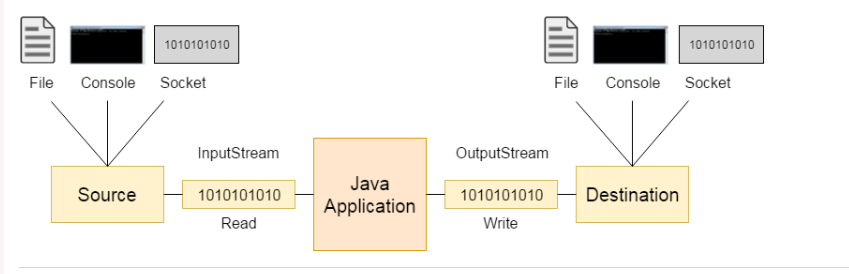 1010101010
1010101010
File
Console
Socket
File
Console
Socket
InputStream
OutputStream
Source
1010101010
Java
Application
1010101010
Destination
Read
Write